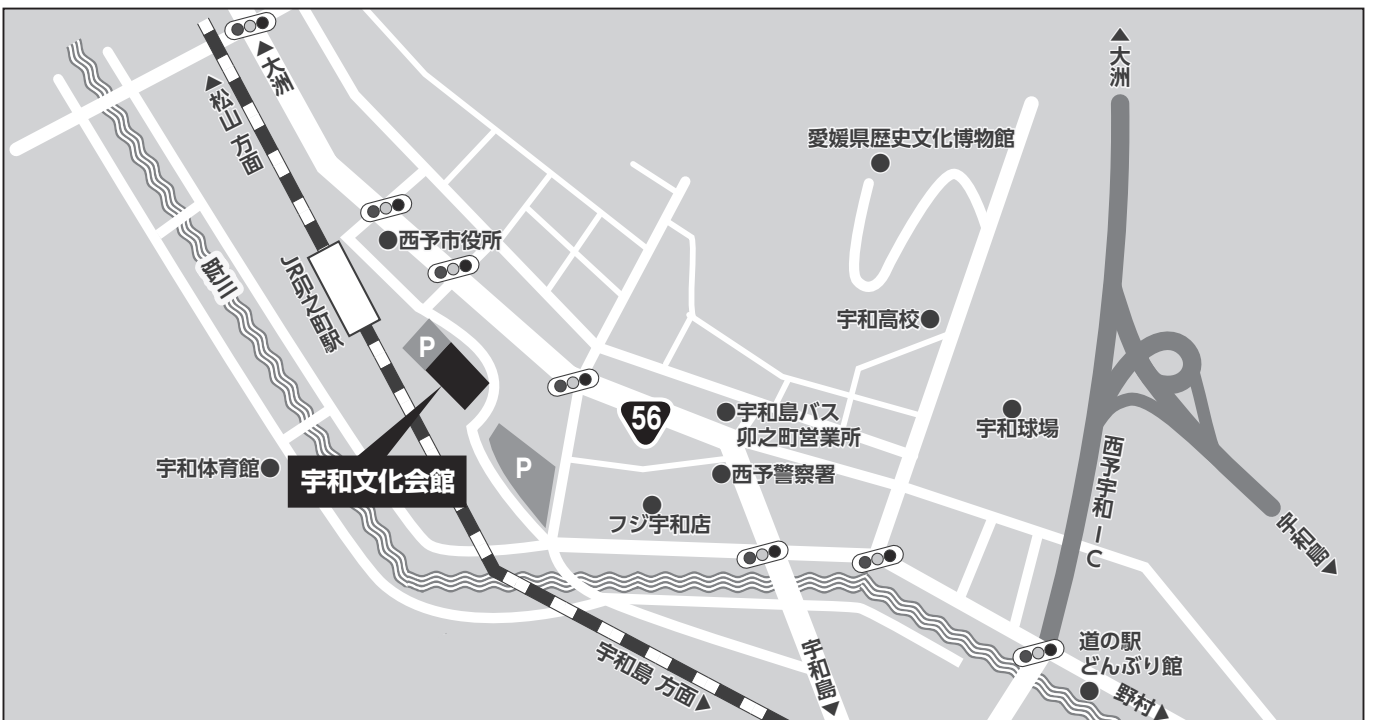 ▲大洲
▲大洲
▲松山 方面
愛媛県歴史文化博物館
西予市役所
JR卯之町駅
宇和高校
P
56
宇和島バス
卯之町営業所
宇和球場
宇和体育館
宇和文化会館
P
西予警察署
フジ宇和店
西予宇和IC
宇和島▶
宇和島 方面▶
宇和島▼
道の駅
どんぶり館
野村▶